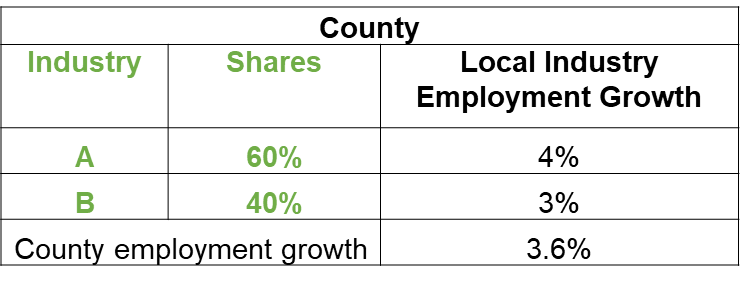 County
Industry Shares Local Industry
Employment Growth
A 60% 4%
B 40% 3%
County employment growth 3.6%